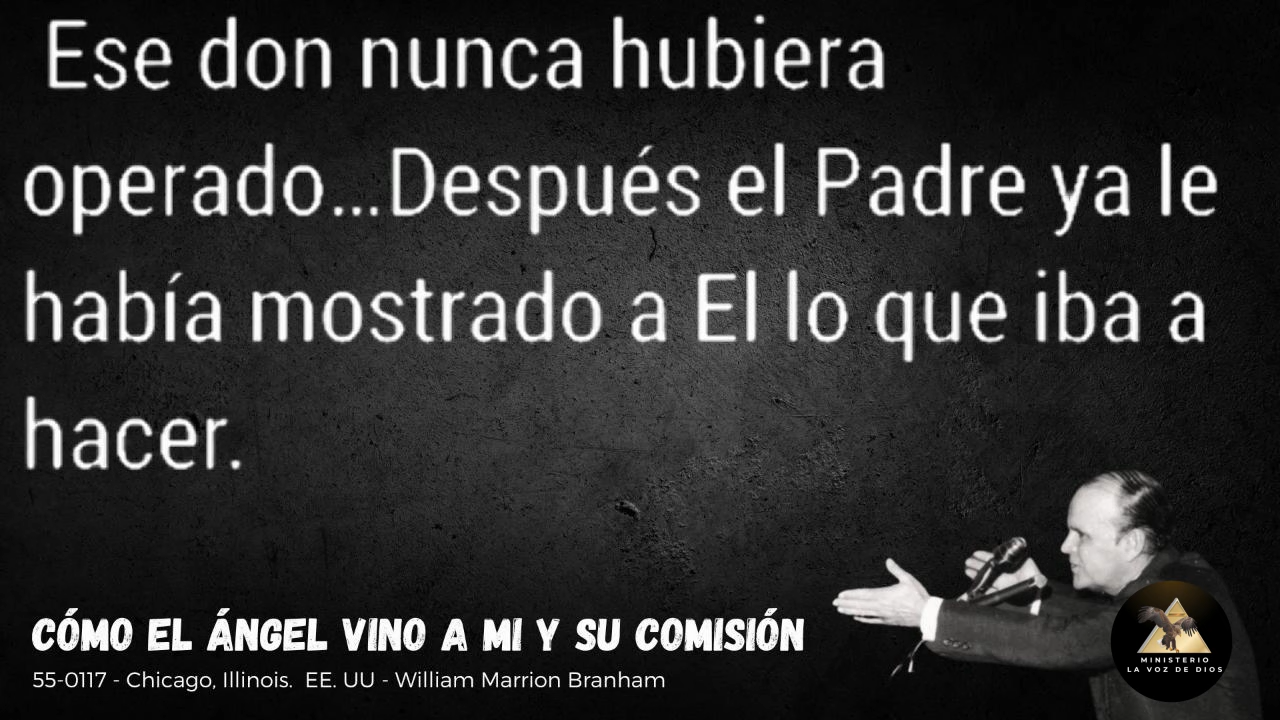 Ese don nunca hubiera
operado...Después el Padre ya le
había mostrado a El lo que iba a
hacer.
CÓMO EL ÁNGEL VINO A MI Y SU COMISIÓN
55-0117 - Chicago, Illinois. EE. UU - William Marrion Branham
MINISTERIO
LA VOZ DE DIOS